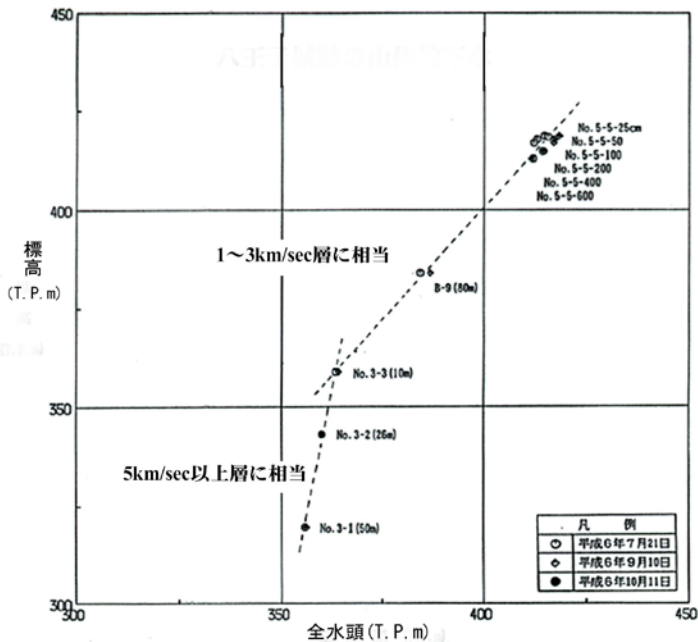 450
400
350
300
標高
(T.P.m)
No.5-5-25cm
No.5-5-50
No.5-5-100
No.5-5-200
No.5-5-400
No.5-5-600
1～3km/sec層に相当
B-9(80m)
No.3-3(10m)
No.3-2(26m)
5km/sec以上層に相当
No.3-1(50m)
凡 例
平成6年7月21日
平成6年9月10日
平成6年10月11日
300
350
400
450
全水頭(T.P.m)